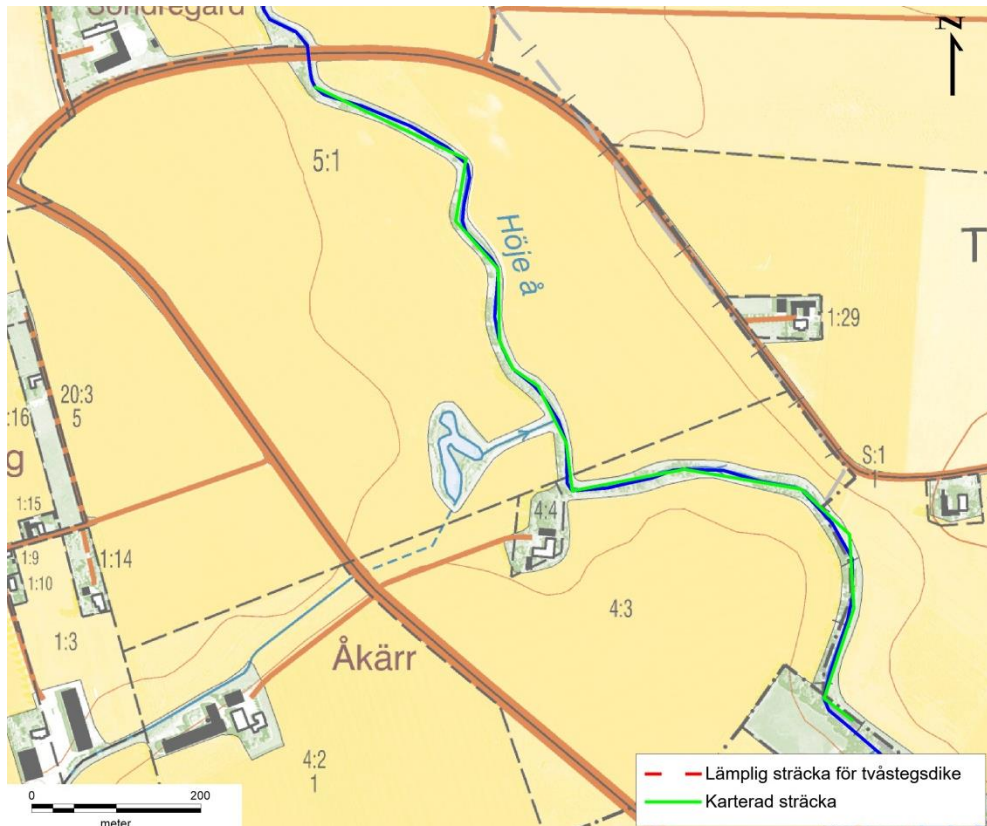 Söndregård
N
5:1
Höje å
T
1:29
20:3
5
:16
g
S:1
1:15
4:4
1:9
1:14
1:10
4:3
1:3
Åkärr
4:2
1
Lämplig sträcka för tvåstegsdike
Karterad sträcka
0
200
meter